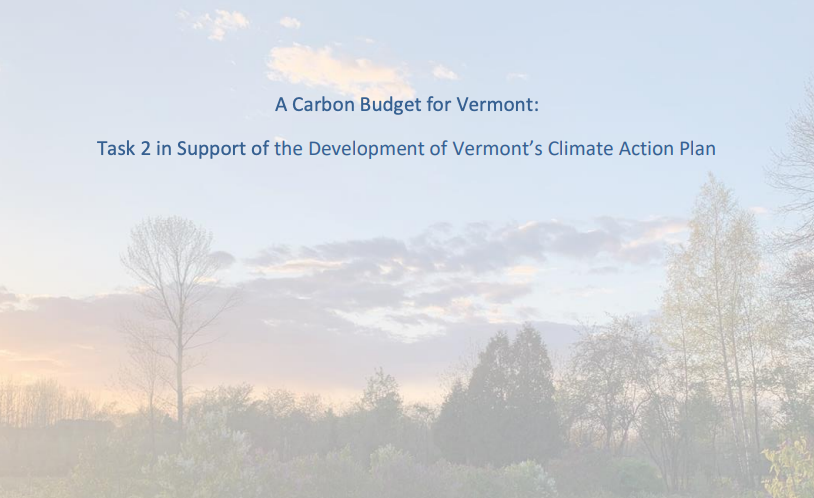 A Carbon Budget for Vermont:
Task 2 in Support of the Development of Vermont’s Climate Action Plan